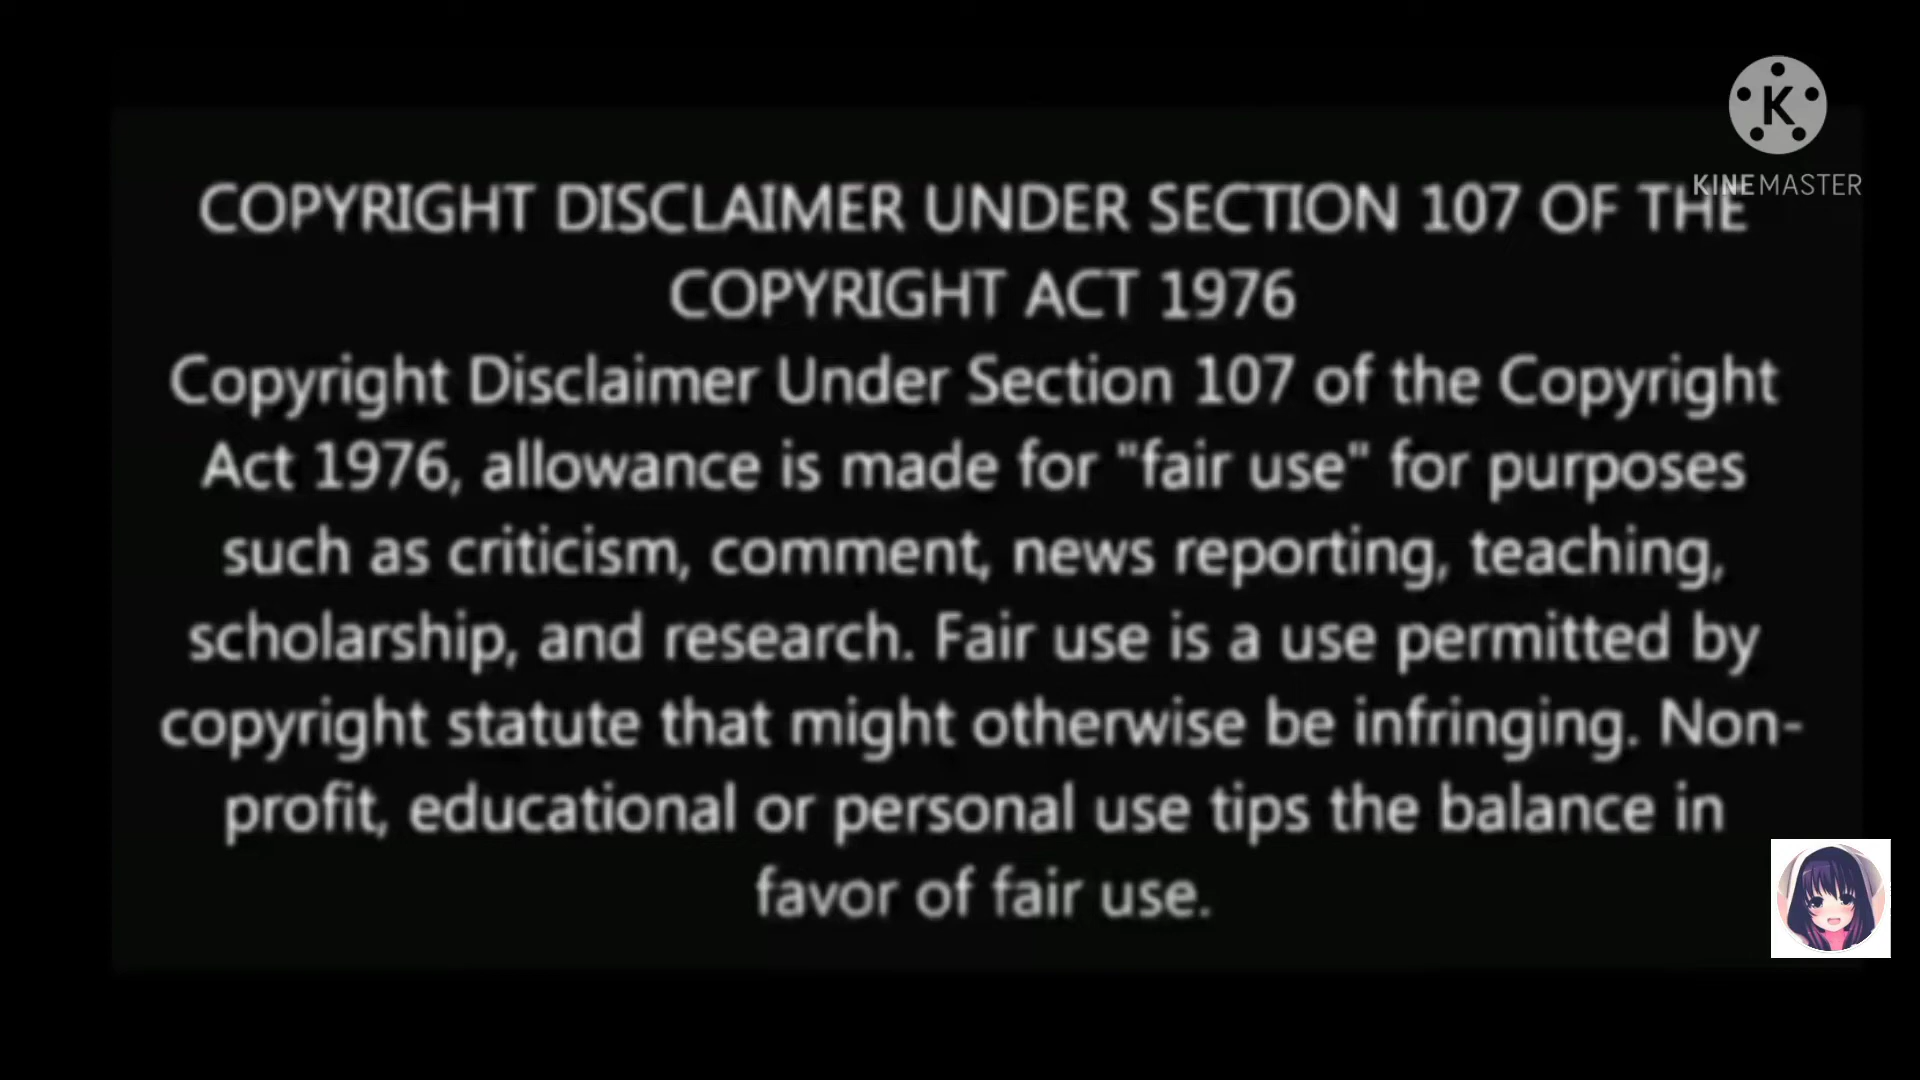 K
KINEMASTER
COPYRIGHT DISCLAIMER UNDER SECTION 107 OF THE
COPYRIGHT ACT 1976
Copyright Disclaimer Under Section 107 of the Copyright
Act 1976, allowance is made for "fair use" for purposes
such as criticism, comment, news reporting, teaching,
scholarship, and research. Fair use is a use permitted by
copyright statute that might otherwise be infringing. Non-
profit, educational or personal use tips the balance in
favor of fair use.